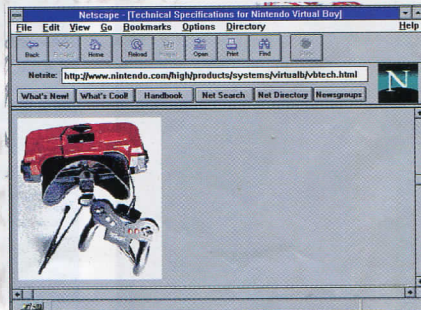 Netscape - [Technical Specifications for Nintendo Virtual Boy]
File Edit View Go Bookmarks Options Directory Help
Back Home Reload Open Print Find
Netsite: http://www.nintendo.com/high/products/systems/virtualb/vbtech.html
N
What's New! What's Cool! Handbook Net Search Net Directory Newsgroups